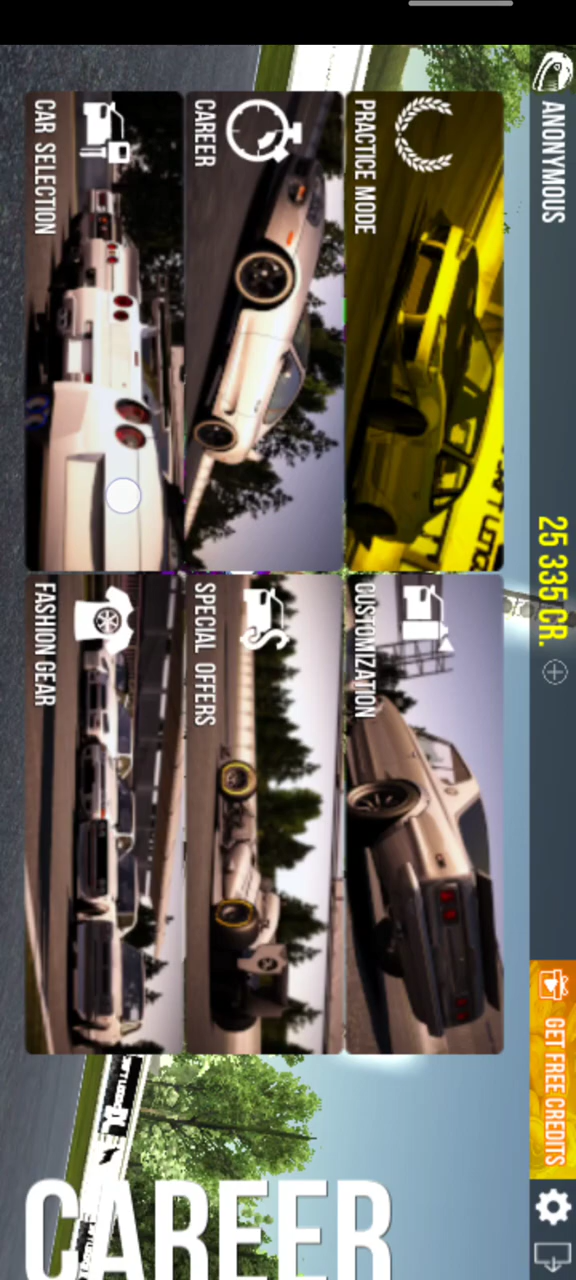 ANONYMOUS
25 335 CR.
GET FREE CREDITS
PRACTICE MODE
CUSTOMIZATION
CAREER
SPECIAL OFFERS
CAR SELECTION
FASHION GEAR
CAREER